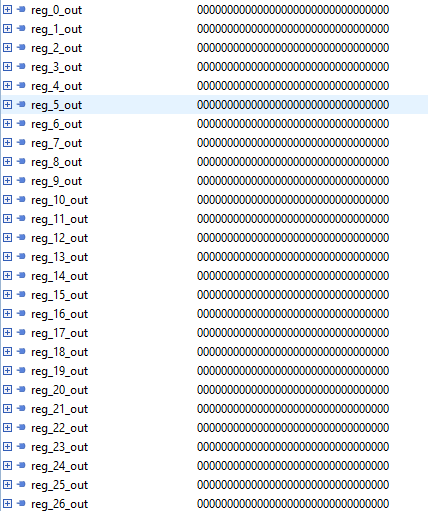 reg_0_out 00000000000000000000000000000000
reg_1_out 00000000000000000000000000000000
reg_2_out 00000000000000000000000000000000
reg_3_out 00000000000000000000000000000000
reg_4_out 00000000000000000000000000000000
reg_5_out 00000000000000000000000000000000
reg_6_out 00000000000000000000000000000000
reg_7_out 00000000000000000000000000000000
reg_8_out 00000000000000000000000000000000
reg_9_out 00000000000000000000000000000000
reg_10_out 00000000000000000000000000000000
reg_11_out 00000000000000000000000000000000
reg_12_out 00000000000000000000000000000000
reg_13_out 00000000000000000000000000000000
reg_14_out 00000000000000000000000000000000
reg_15_out 00000000000000000000000000000000
reg_16_out 00000000000000000000000000000000
reg_17_out 00000000000000000000000000000000
reg_18_out 00000000000000000000000000000000
reg_19_out 00000000000000000000000000000000
reg_20_out 00000000000000000000000000000000
reg_21_out 00000000000000000000000000000000
reg_22_out 00000000000000000000000000000000
reg_23_out 00000000000000000000000000000000
reg_24_out 00000000000000000000000000000000
reg_25_out 00000000000000000000000000000000
reg_26_out 00000000000000000000000000000000